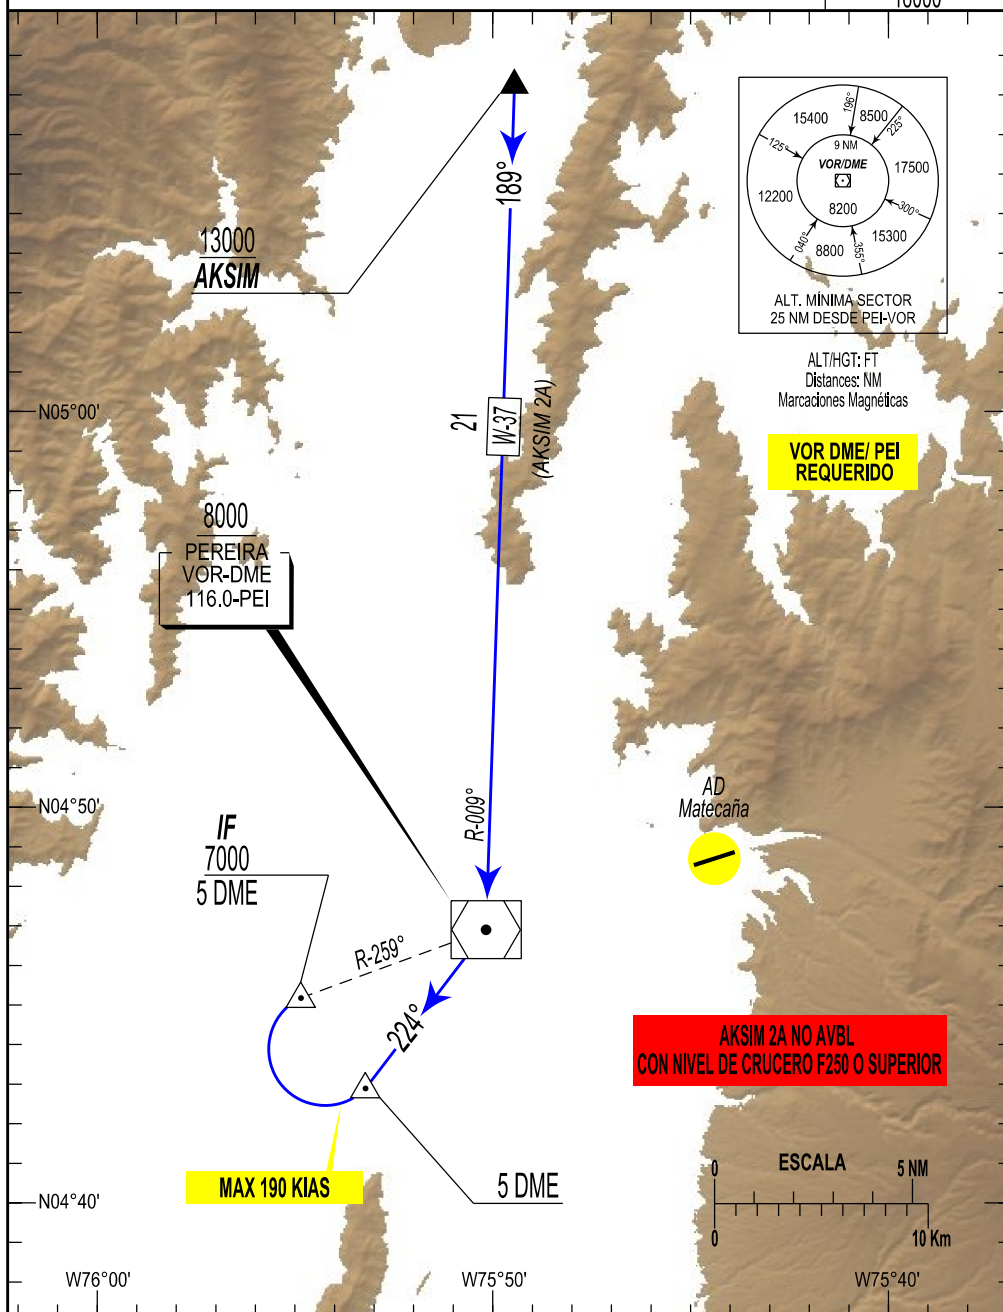 10000
196°
15400
8500
225°
125°
9 NM
VOR/DME
17500
12200
8200
300°
040°
8800
355°
15300
ALT. MÍNIMA SECTOR
25 NM DESDE PEI-VOR
ALT/HGT: FT
Distances: NM
Marcaciones Magnéticas
VOR DME/ PEI
REQUERIDO
189°
13000
AKSIM
N05°00'
21
W-37
(AKSIM 2A)
8000
PEREIRA
VOR-DME
116.0-PEI
R-009°
AD
Matecaña
N04°50'
IF
7000
5 DME
R-259°
224°
AKSIM 2A NO AVBL
CON NIVEL DE CRUCERO F250 O SUPERIOR
MAX 190 KIAS
5 DME
ESCALA
0
5 NM
0
10 Km
N04°40'
W76°00'
W75°50'
W75°40'